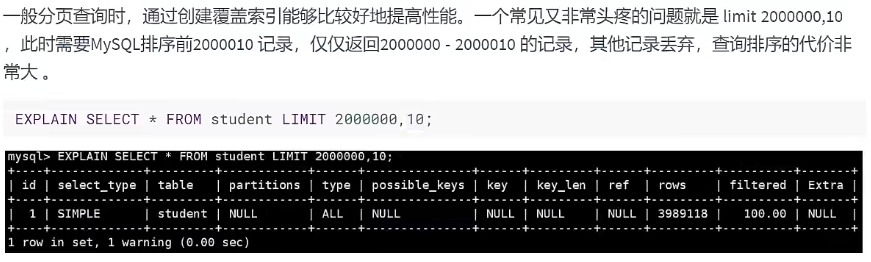 一般分页查询时，通过创建覆盖索引能够比较好地提高性能。一个常见又非常头疼的问题就是 limit 2000000,10
，此时需要MySQL排序前2000010 记录，仅仅返回2000000 - 2000010 的记录，其他记录丢弃，查询排序的代价非
常大 。
EXPLAIN SELECT * FROM student LIMIT 2000000,10;
mysql> EXPLAIN SELECT * FROM student LIMIT 2000000,10;
+----+-------------+---------+------------+------+---------------+------+---------+------+---------+----------+-------+
| id | select_type | table | partitions | type | possible_keys | key | key_len | ref | rows | filtered | Extra |
+----+-------------+---------+------------+------+---------------+------+---------+------+---------+----------+-------+
| 1 | SIMPLE | student | NULL | ALL | NULL | NULL | NULL | NULL | 3989118 | 100.00 | NULL |
+----+-------------+---------+------------+------+---------------+------+---------+------+---------+----------+-------+
1 row in set, 1 warning (0.00 sec)